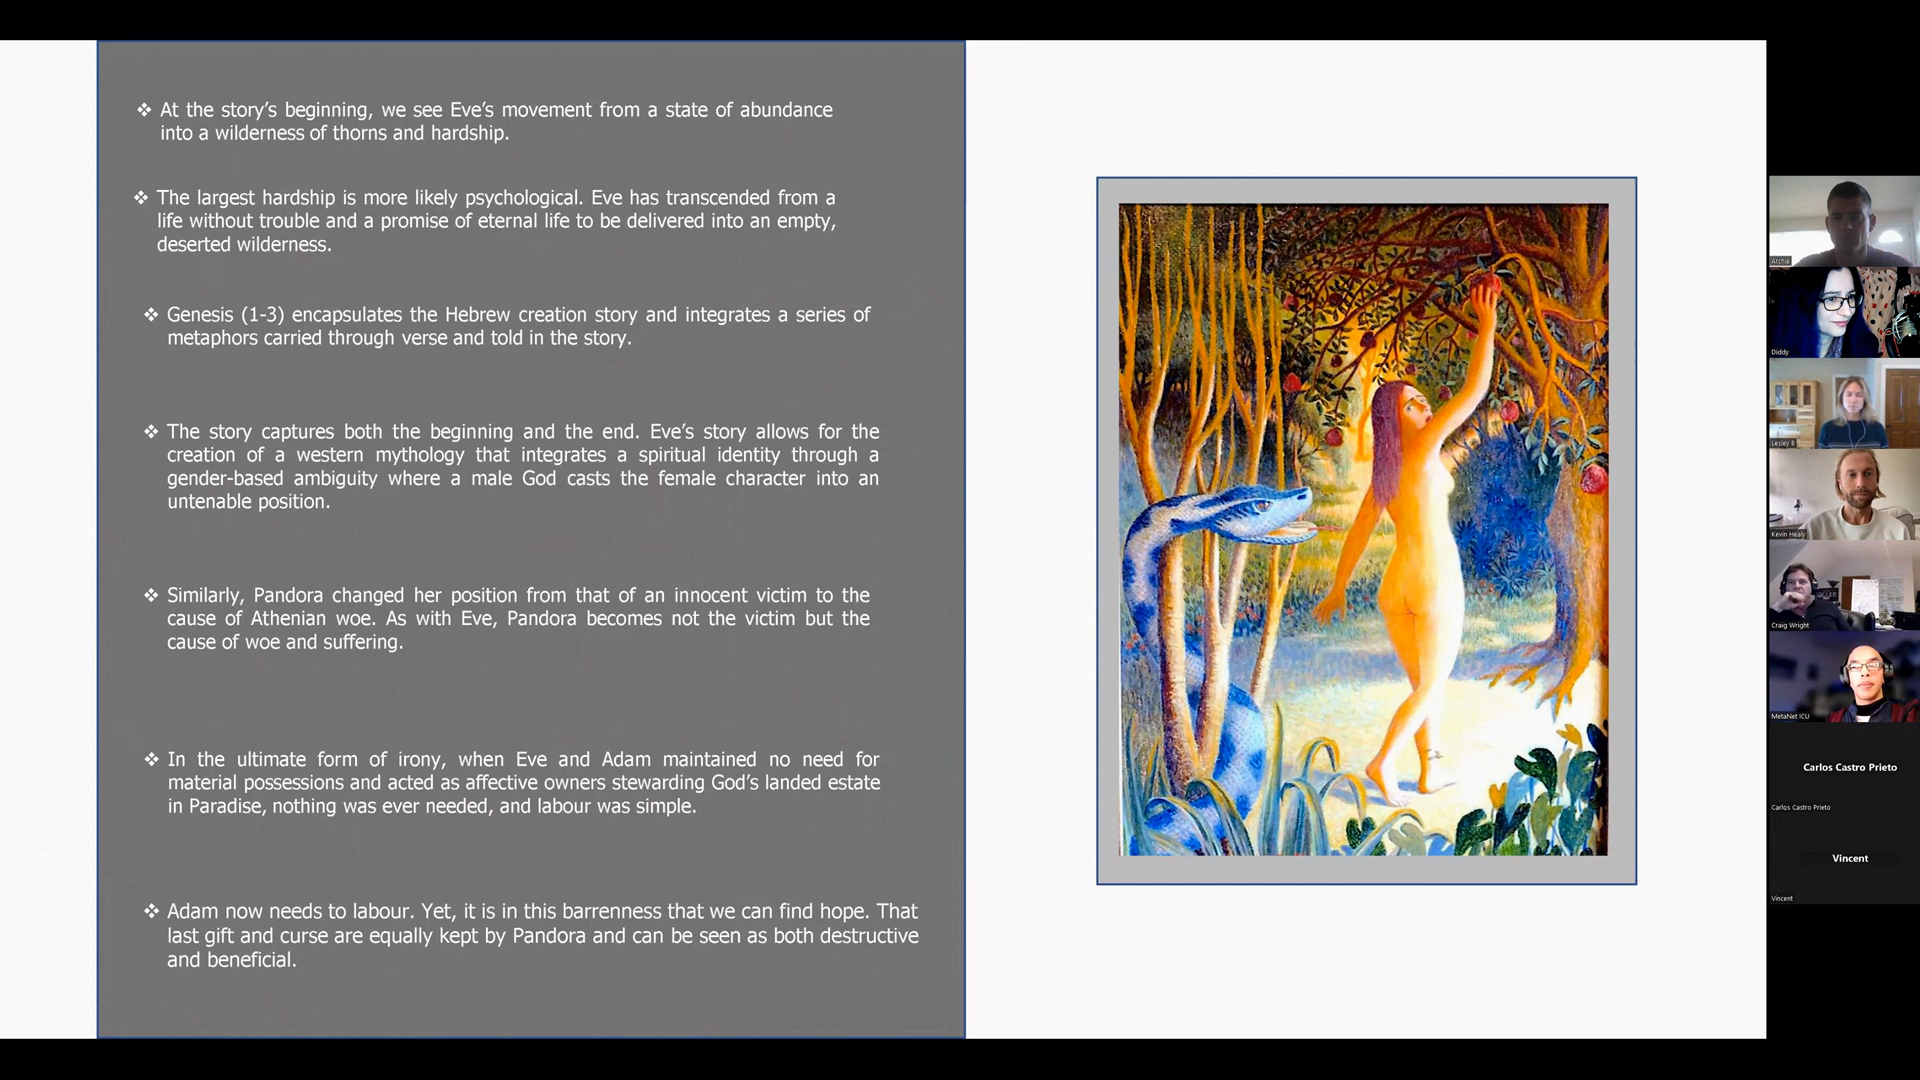 ❖ At the story’s beginning, we see Eve’s movement from a state of abundance
into a wilderness of thorns and hardship.
❖ The largest hardship is more likely psychological. Eve has transcended from a
life without trouble and a promise of eternal life to be delivered into an empty,
deserted wilderness.
❖ Genesis (1-3) encapsulates the Hebrew creation story and integrates a series of
metaphors carried through verse and told in the story.
❖ The story captures both the beginning and the end. Eve’s story allows for the
creation of a western mythology that integrates a spiritual identity through a
gender-based ambiguity where a male God casts the female character into an
untenable position.
❖ Similarly, Pandora changed her position from that of an innocent victim to the
cause of Athenian woe. As with Eve, Pandora becomes not the victim but the
cause of woe and suffering.
❖ In the ultimate form of irony, when Eve and Adam maintained no need for
material possessions and acted as affective owners stewarding God’s landed estate
in Paradise, nothing was ever needed, and labour was simple.
❖ Adam now needs to labour. Yet, it is in this barrenness that we can find hope. That
last gift and curse are equally kept by Pandora and can be seen as both destructive
and beneficial.
Archie
Diddy
Lesley B
Kevin Healy
Craig Wright
MetaNet ICU
Carlos Castro Prieto
Carlos Castro Prieto
Vincent
Vincent